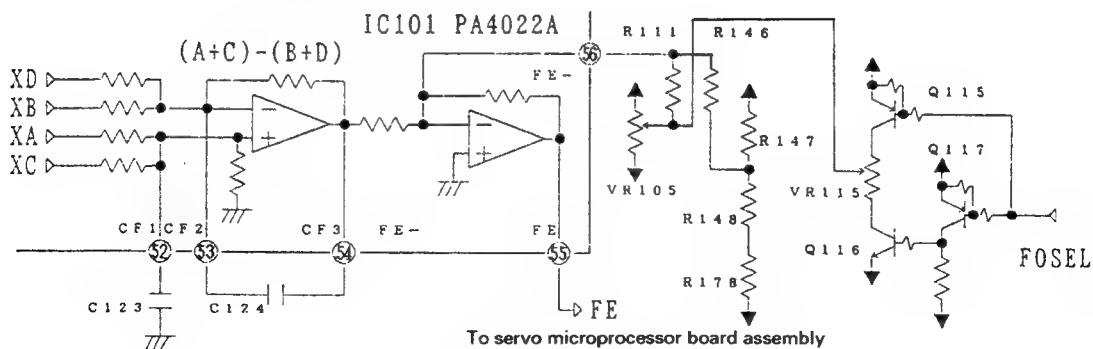 IC101 PA4022A
(A+C)-(B+D)
R111
R146
56
XD
FE-
XB
XA
XC
Q115
Q117
R147
VR105
VR115
R148
CF1
CF2
CF3
FE-
FE
52
53
54
55
Q116
FOSEL
R178
C123
C124
FE
To servo microprocessor board assembly